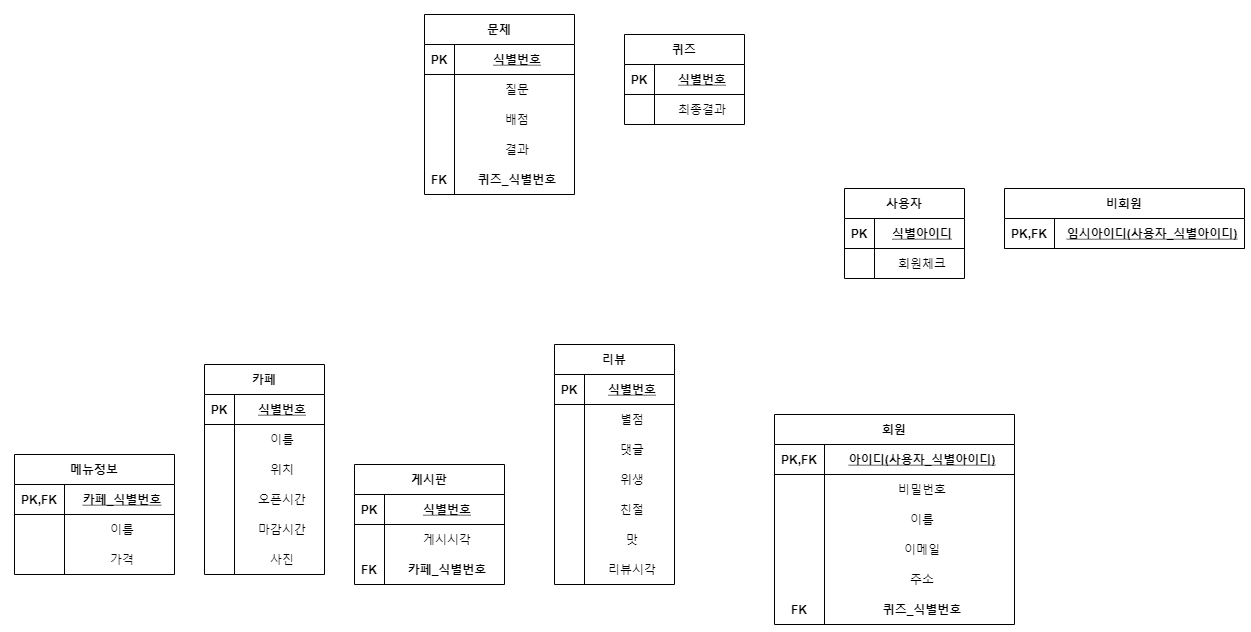 문제
PK 식별번호
질문
배점
결과
FK 퀴즈_식별번호
퀴즈
PK 식별번호
최종결과
사용자
PK 식별아이디
회원체크
비회원
PK,FK 임시아이디(사용자_식별아이디)
메뉴정보
PK,FK 카페_식별번호
이름
가격
카페
PK 식별번호
이름
위치
오픈시간
마감시간
사진
게시판
PK 식별번호
게시시각
FK 카페_식별번호
리뷰
PK 식별번호
별점
댓글
위생
친절
맛
리뷰시각
회원
PK,FK 아이디(사용자_식별아이디)
비밀번호
이름
이메일
주소
FK 퀴즈_식별번호